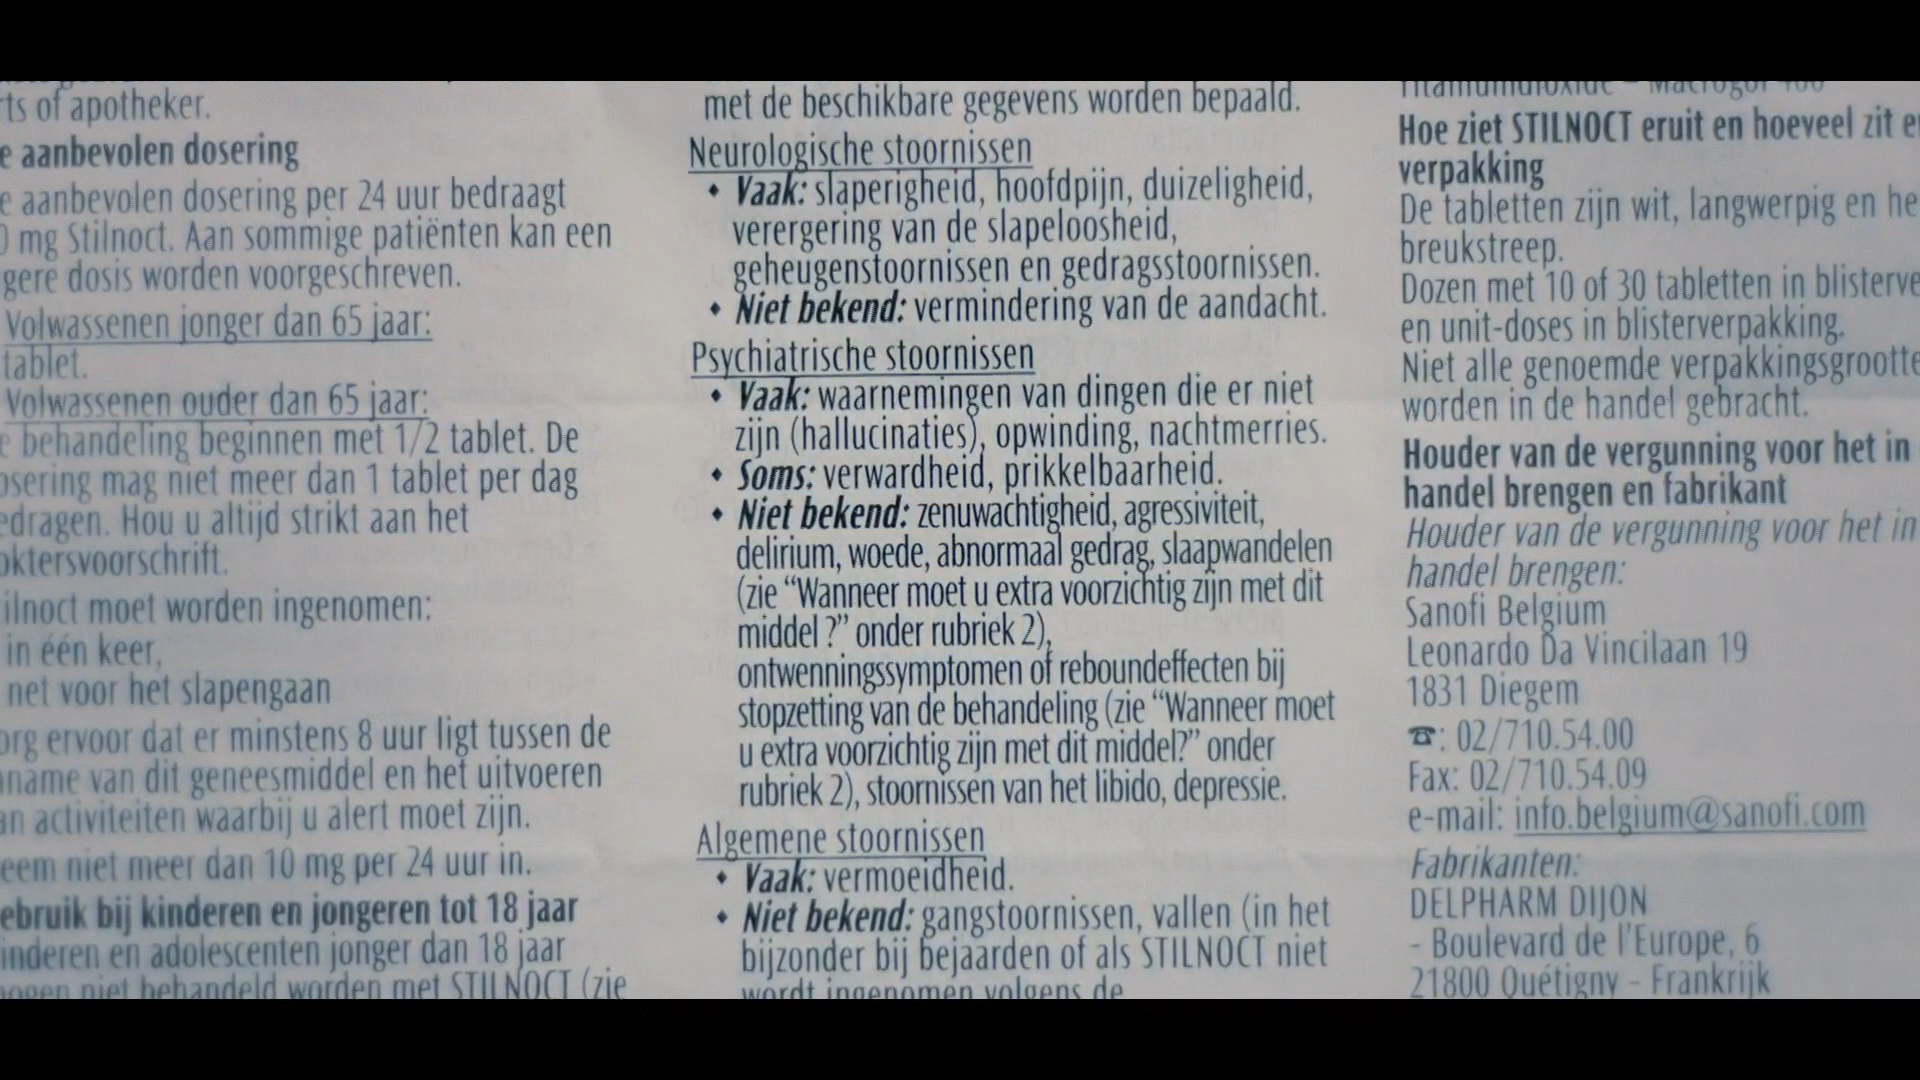 rts of apotheker.
e aanbevolen dosering
e aanbevolen dosering per 24 uur bedraagt
mg Stilnoct. Aan sommige patiënten kan een
gere dosis worden voorgeschreven.
Volwassenen jonger dan 65 jaar:
tablet.
Volwassenen ouder dan 65 jaar:
e behandeling beginnen met 1/2 tablet. De
osering mag niet meer dan 1 tablet per dag
edragen. Hou u altijd strikt aan het
oktersvoorschrift.
ilnoct moet worden ingenomen:
in één keer,
net voor het slapengaan
org ervoor dat er minstens 8 uur ligt tussen de
name van dit geneesmiddel en het uitvoeren
an activiteiten waarbij u alert moet zijn.
eem niet meer dan 10 mg per 24 uur in.
ebruik bij kinderen en jongeren tot 18 jaar
inderen en adolescenten jonger dan 18 jaar
mogen niet behandeld worden met STILNOCT (zie
met de beschikbare gegevens worden bepaald.
Neurologische stoornissen
• Vaak: slaperigheid, hoofdpijn, duizeligheid,
verergering van de slapeloosheid,
geheugenstoornissen en gedragsstoornissen.
• Niet bekend: vermindering van de aandacht.
Psychiatrische stoornissen
• Vaak: waarnemingen van dingen die er niet
zijn (hallucinaties), opwinding, nachtmerries.
• Soms: verwardheid, prikkelbaarheid.
• Niet bekend: zenuwachtigheid, agressiviteit,
delirium, woede, abnormaal gedrag, slaapwandelen
(zie “Wanneer moet u extra voorzichtig zijn met dit
middel ?” onder rubriek 2),
ontwenningssymptomen of reboundeffecten bij
stopzetting van de behandeling (zie “Wanneer moet
u extra voorzichtig zijn met dit middel?” onder
rubriek 2), stoornissen van het libido, depressie.
Algemene stoornissen
• Vaak: vermoeidheid.
• Niet bekend: gangstoornissen, vallen (in het
bijzonder bij bejaarden of als STILNOCT niet
wordt ingenomen volgens de
Titaniumdioxide – Macrogol 400
Hoe ziet STILNOCT eruit en hoeveel zit e
verpakking
De tabletten zijn wit, langwerpig en he
breukstreep.
Dozen met 10 of 30 tabletten in blisterve
en unit-doses in blisterverpakking.
Niet alle genoemde verpakkingsgrootte
worden in de handel gebracht.
Houder van de vergunning voor het in
handel brengen en fabrikant
Houder van de vergunning voor het in
handel brengen:
Sanofi Belgium
Leonardo Da Vincilaan 19
1831 Diegem
☎: 02/710.54.00
Fax: 02/710.54.09
e-mail: info.belgium@sanofi.com
Fabrikanten:
DELPHARM DIJON
- Boulevard de l'Europe, 6
21800 Quétigny - Frankrijk